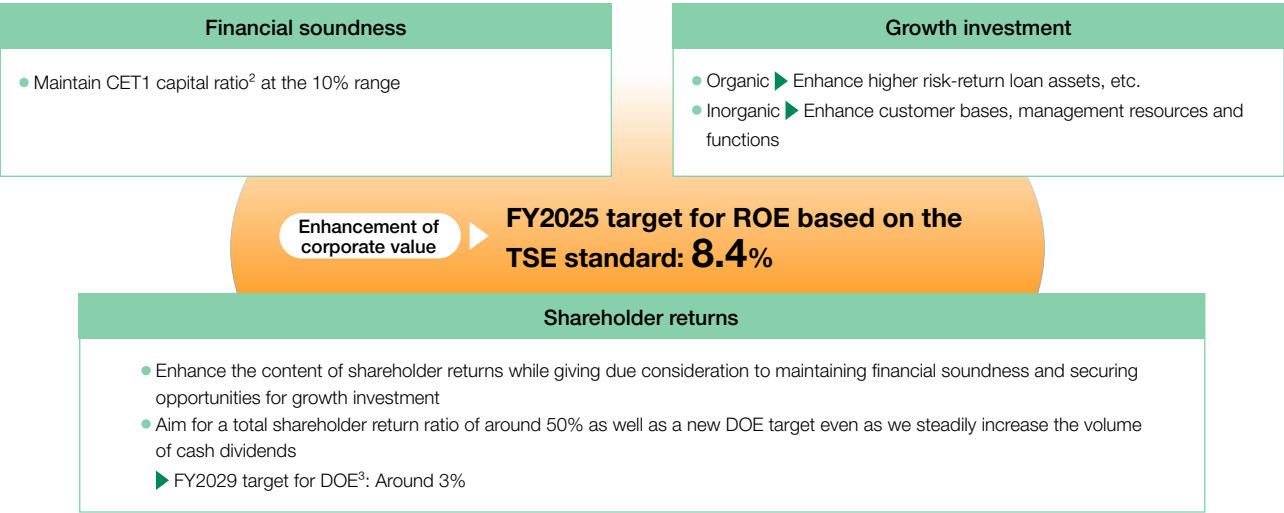 Financial soundness
● Maintain CET1 capital ratio² at the 10% range
Growth investment
● Organic ▶ Enhance higher risk-return loan assets, etc.
● Inorganic ▶ Enhance customer bases, management resources and
functions
Enhancement of
corporate value
FY2025 target for ROE based on the
TSE standard: 8.4%
Shareholder returns
● Enhance the content of shareholder returns while giving due consideration to maintaining financial soundness and securing
opportunities for growth investment
● Aim for a total shareholder return ratio of around 50% as well as a new DOE target even as we steadily increase the volume
of cash dividends
▶ FY2029 target for DOE³: Around 3%